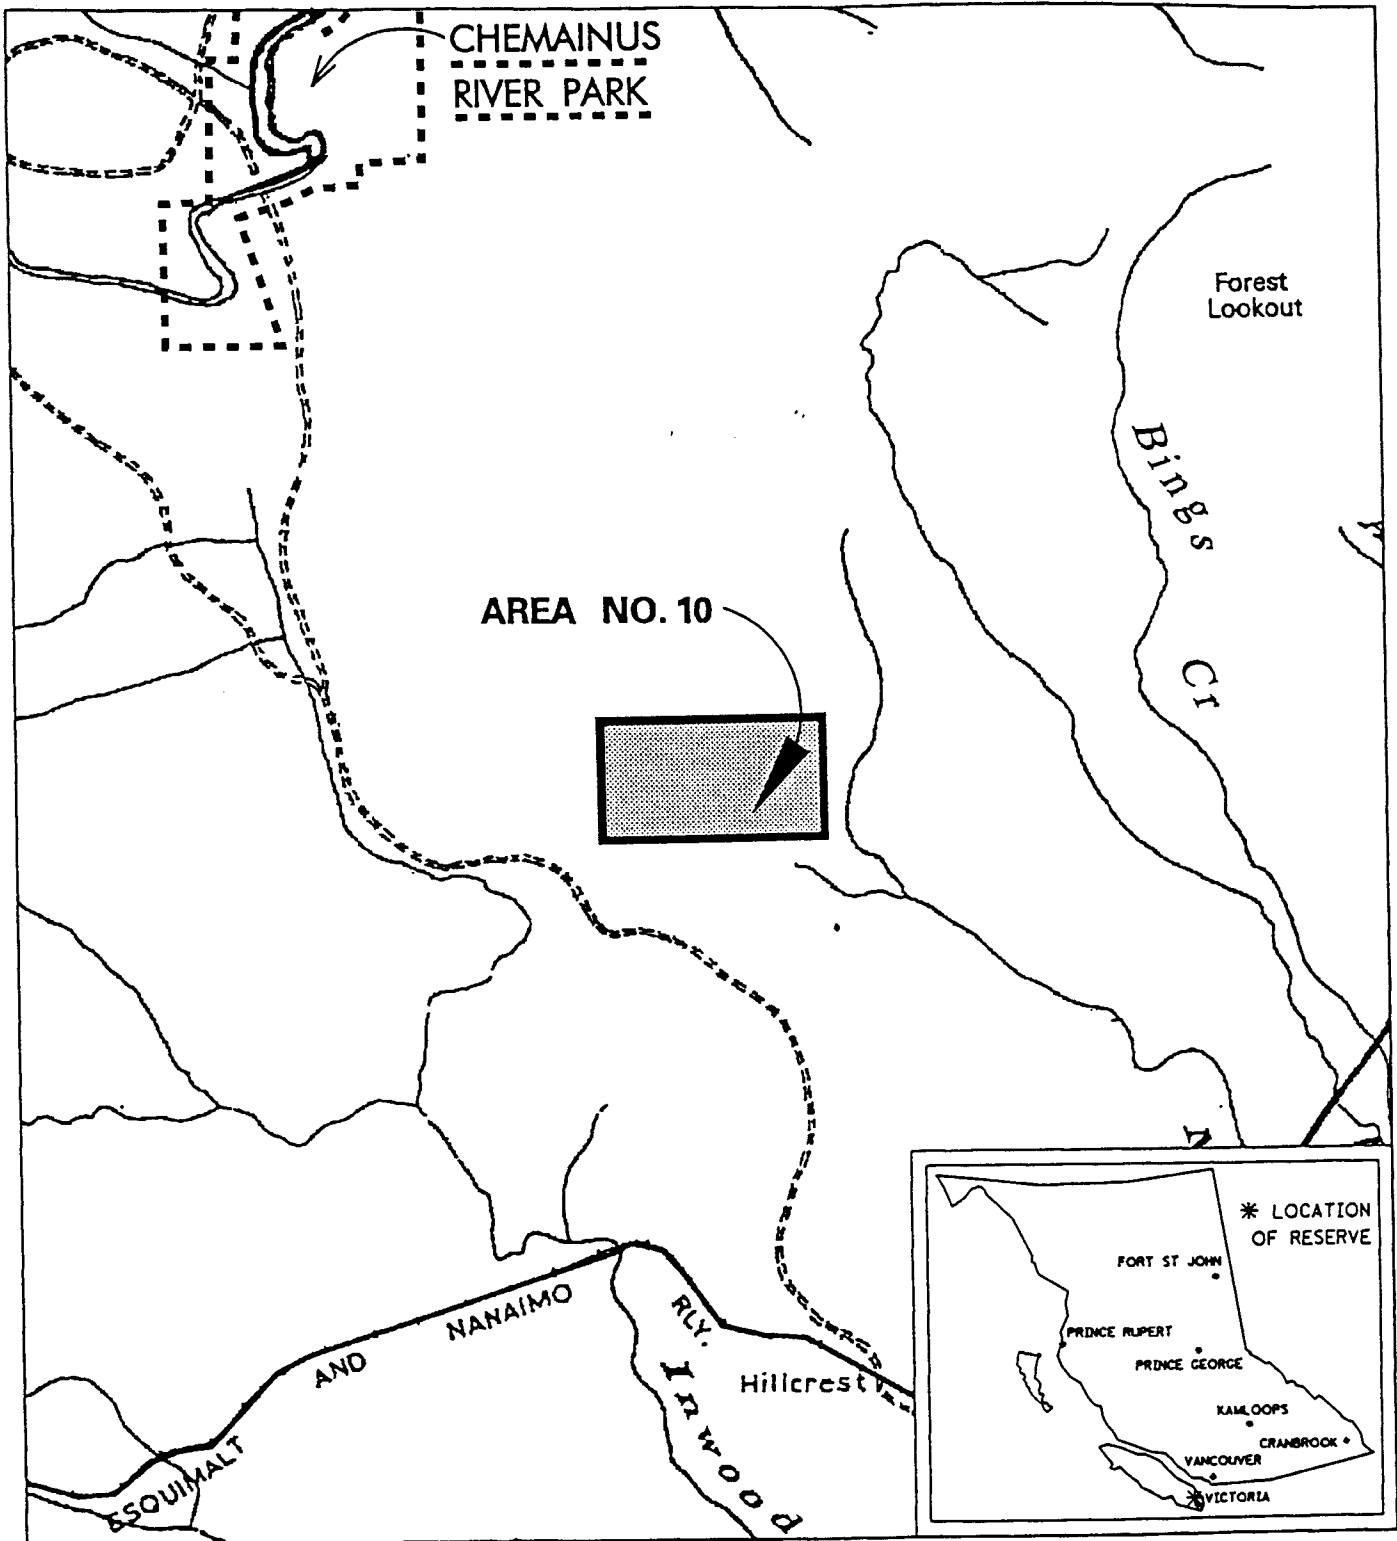 CHEMAINUS
RIVER PARK
Forest
Lookout
Bings
Cr
AREA NO. 10
ESQUIMALT AND NANAIMO RLY.
Hillcrest
Inwood
* LOCATION
OF RESERVE
FORT ST JOHN
PRINCE RUPERT
PRINCE GEORGE
KAMLOOPS
CRANBROOK
VANCOUVER
VICTORIA